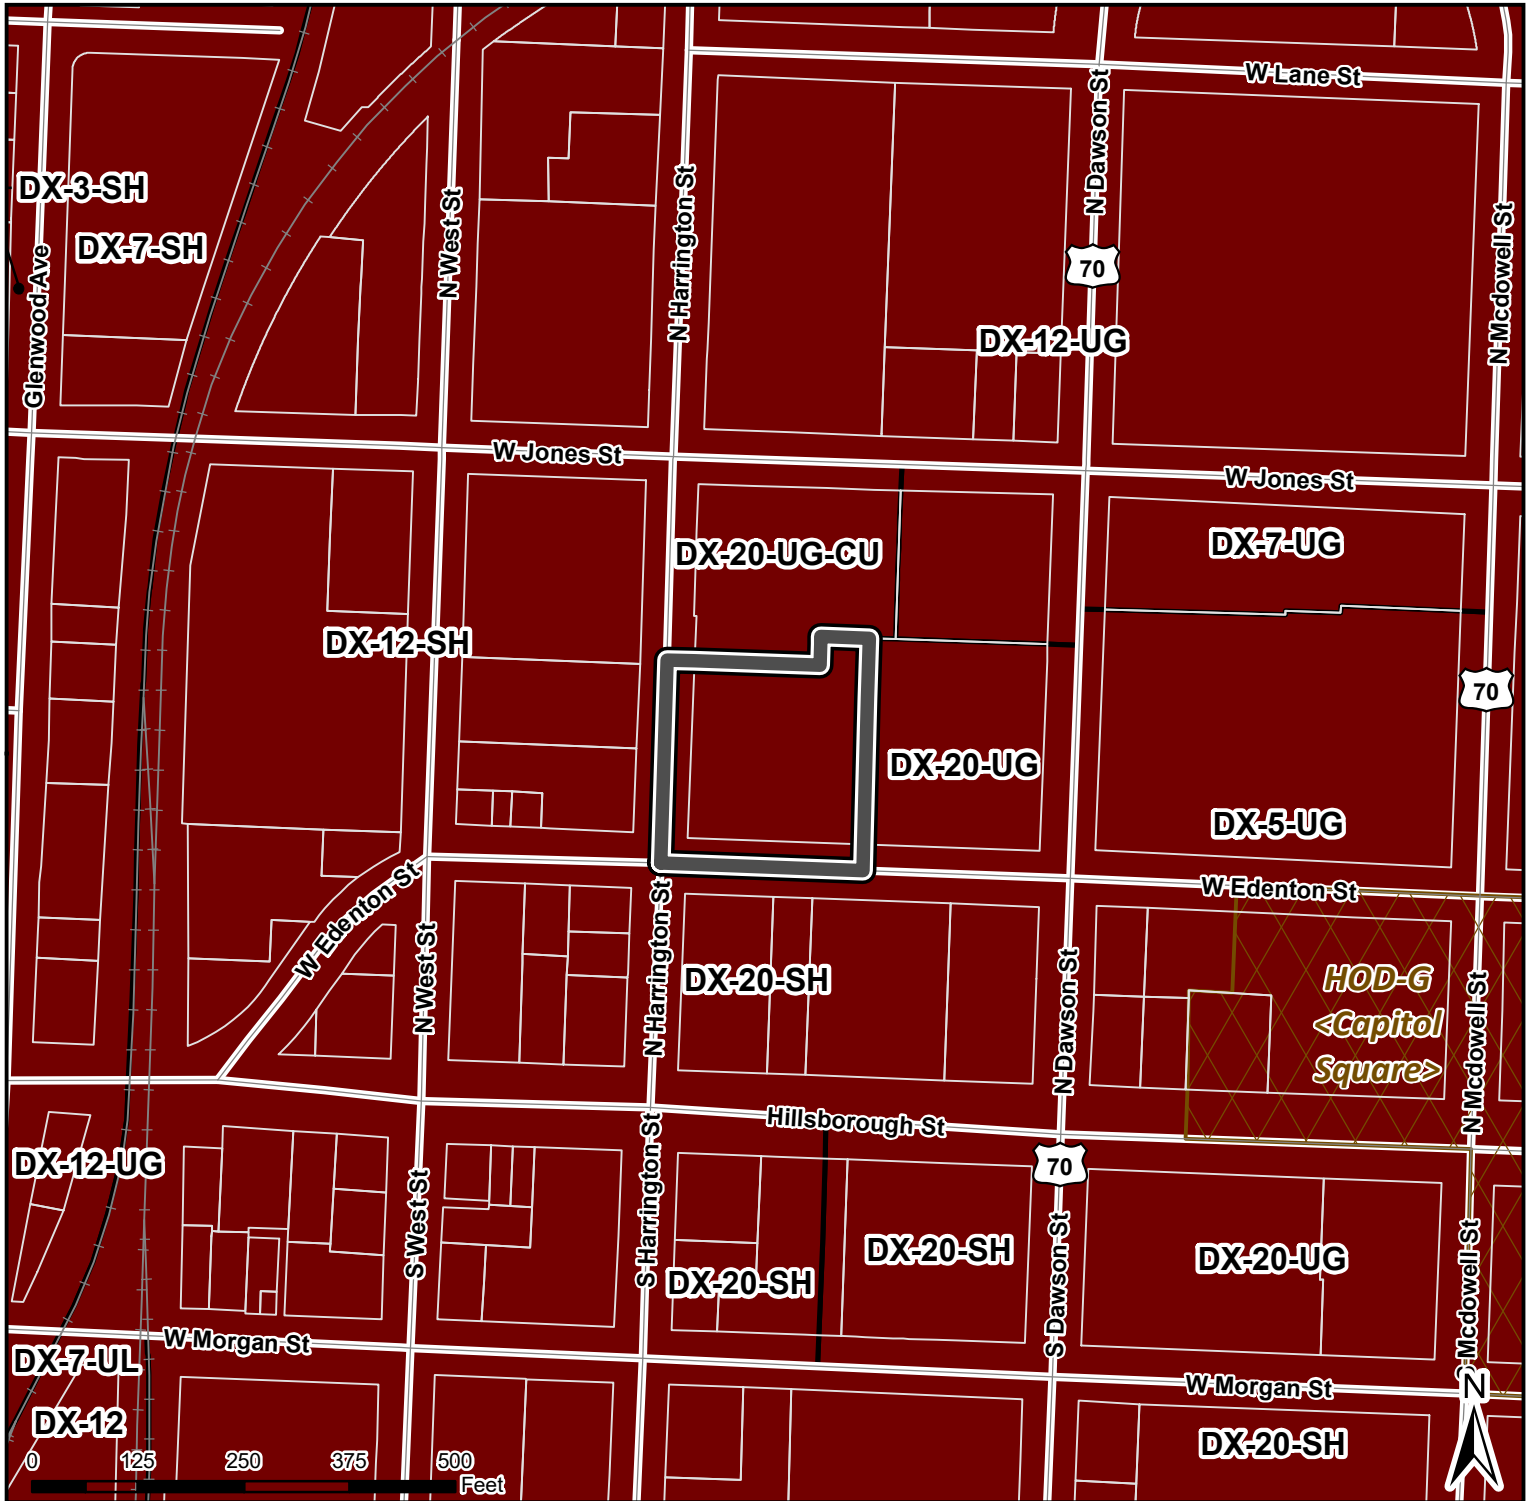 W Lane St
N Dawson St
N Harrington St
DX-3-SH
N West St
N Mcdowell St
DX-7-SH
Glenwood Ave
70
DX-12-UG
W Jones St
W Jones St
DX-20-UG-CU
DX-7-UG
DX-12-SH
70
DX-20-UG
DX-5-UG
W Edenton St
W Edenton St
N Harrington St
N West St
DX-20-SH
N Dawson St
HOD-G
<Capitol
Square>
N Mcdowell St
Hillsborough St
DX-12-UG
70
S West St
S Harrington St
DX-20-SH
DX-20-SH
S Dawson St
DX-20-UG
S Mcdowell St
W Morgan St
DX-7-UL
W Morgan St
N
DX-12
DX-20-SH
0 125 250 375 500
Feet